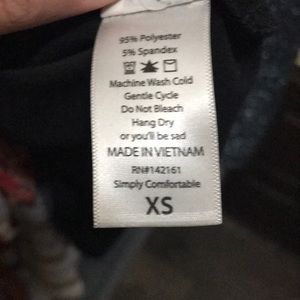 95% Polyester
5% Spandex
Machine Wash Cold
Gentle Cycle
Do Not Bleach
Hang Dry
or you'll be sad
MADE IN VIETNAM
RN#142161
Simply Comfortable
XS